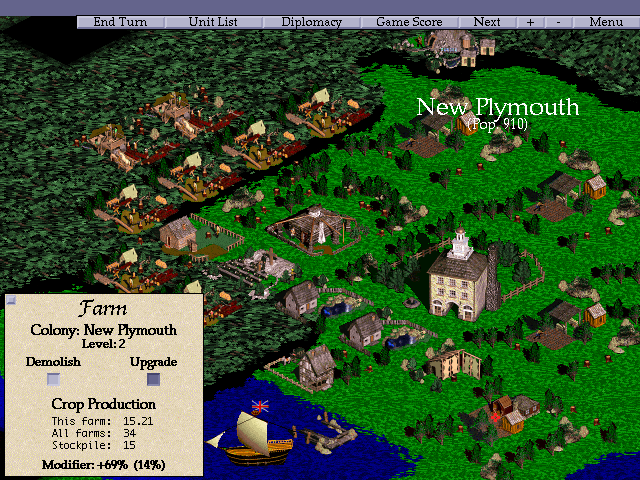 End Turn
Unit List
Diplomacy
Game Score
Next
+
-
Menu
New Plymouth
(Pop. 910)
Farm
Colony: New Plymouth
Level: 2
Demolish
Upgrade
Crop Production
This farm: 15.21
All farms: 34
Stockpile: 15
Modifier: +69% (14%)